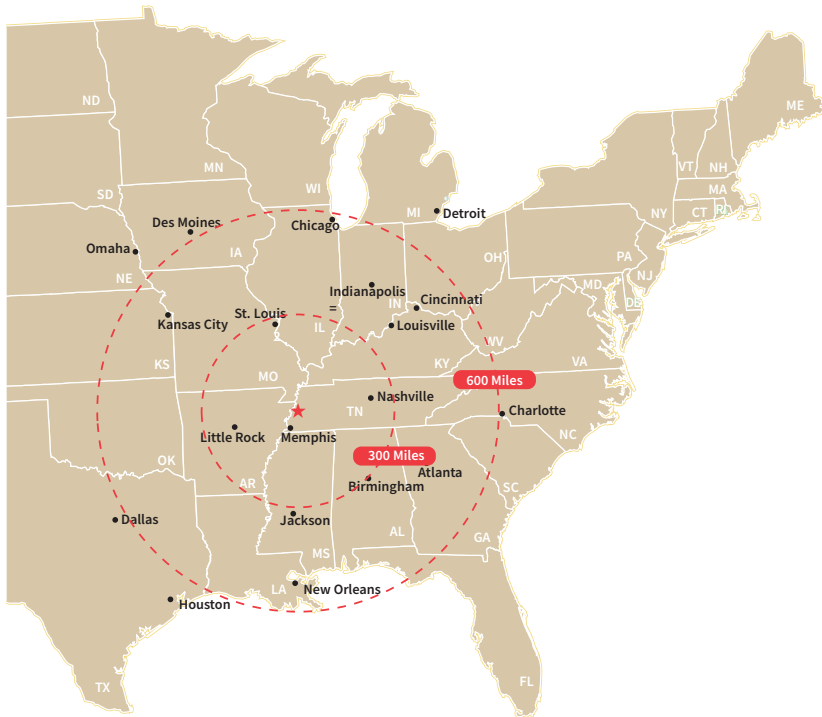 ND
ME
MN
VT
NH
SD
WI
MA
MI
NY
CT
RI
Detroit
Des Moines
Chicago
Omaha
IA
OH
PA
NE
NJ
MD
Indianapolis
IN
Cincinnati
DE
=
St. Louis
Kansas City
IL
Louisville
WV
KS
MO
KY
VA
600 Miles
Nashville
TN
Charlotte
Little Rock
Memphis
NC
300 Miles
OK
Atlanta
AR
Birmingham
SC
Dallas
Jackson
AL
GA
MS
LA
New Orleans
Houston
TX
FL